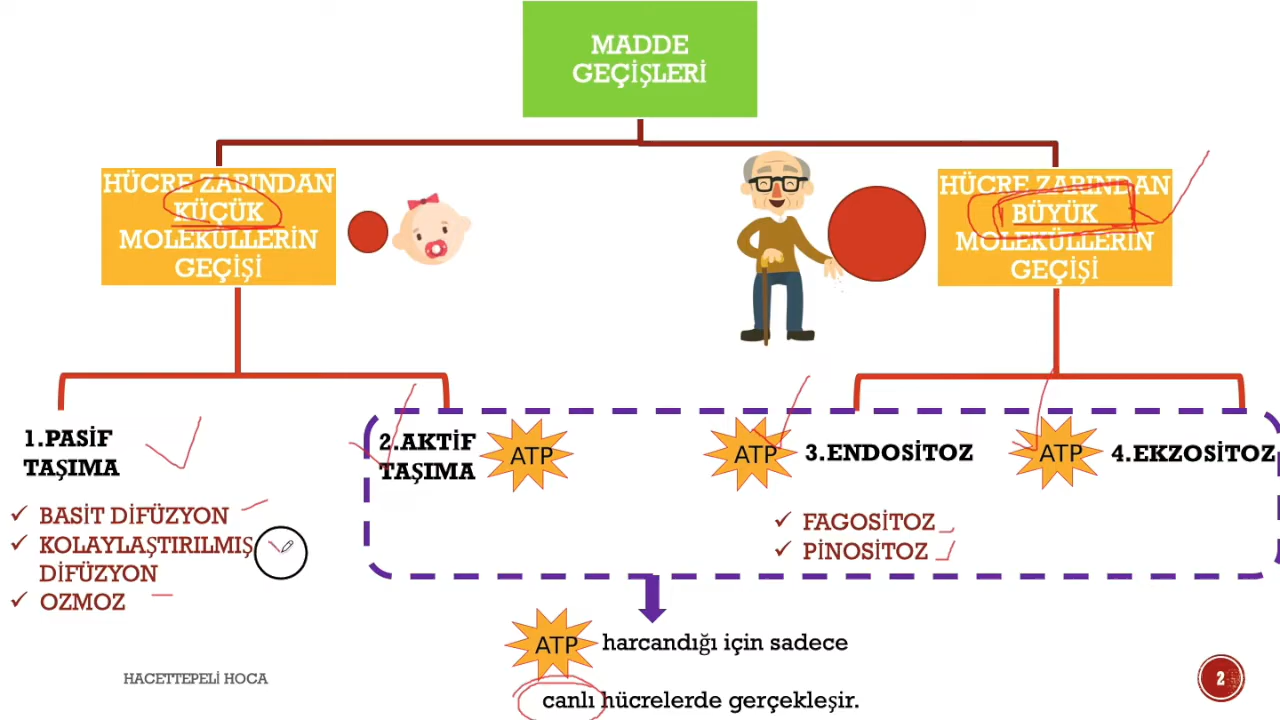 MADDE
GEÇİŞLERİ
HÜCRE ZARINDAN
KÜÇÜK
MOLEKÜLLERİN
GEÇİŞİ
HÜCRE ZARINDAN
BÜYÜK
MOLEKÜLLERİN
GEÇİŞİ
1.PASİF
TAŞIMA
✓ BASİT DİFÜZYON
✓ KOLAYLAŞTIRILMIŞ
DİFÜZYON
✓ OZMOZ
2.AKTİF
TAŞIMA
ATP
ATP
3.ENDOSİTOZ
✓ FAGOSİTOZ
✓ PİNOSİTOZ
ATP
4.EKZOSİTOZ
ATP harcandığı için sadece
canlı hücrelerde gerçekleşir.
HACETTEPELİ HOCA
2